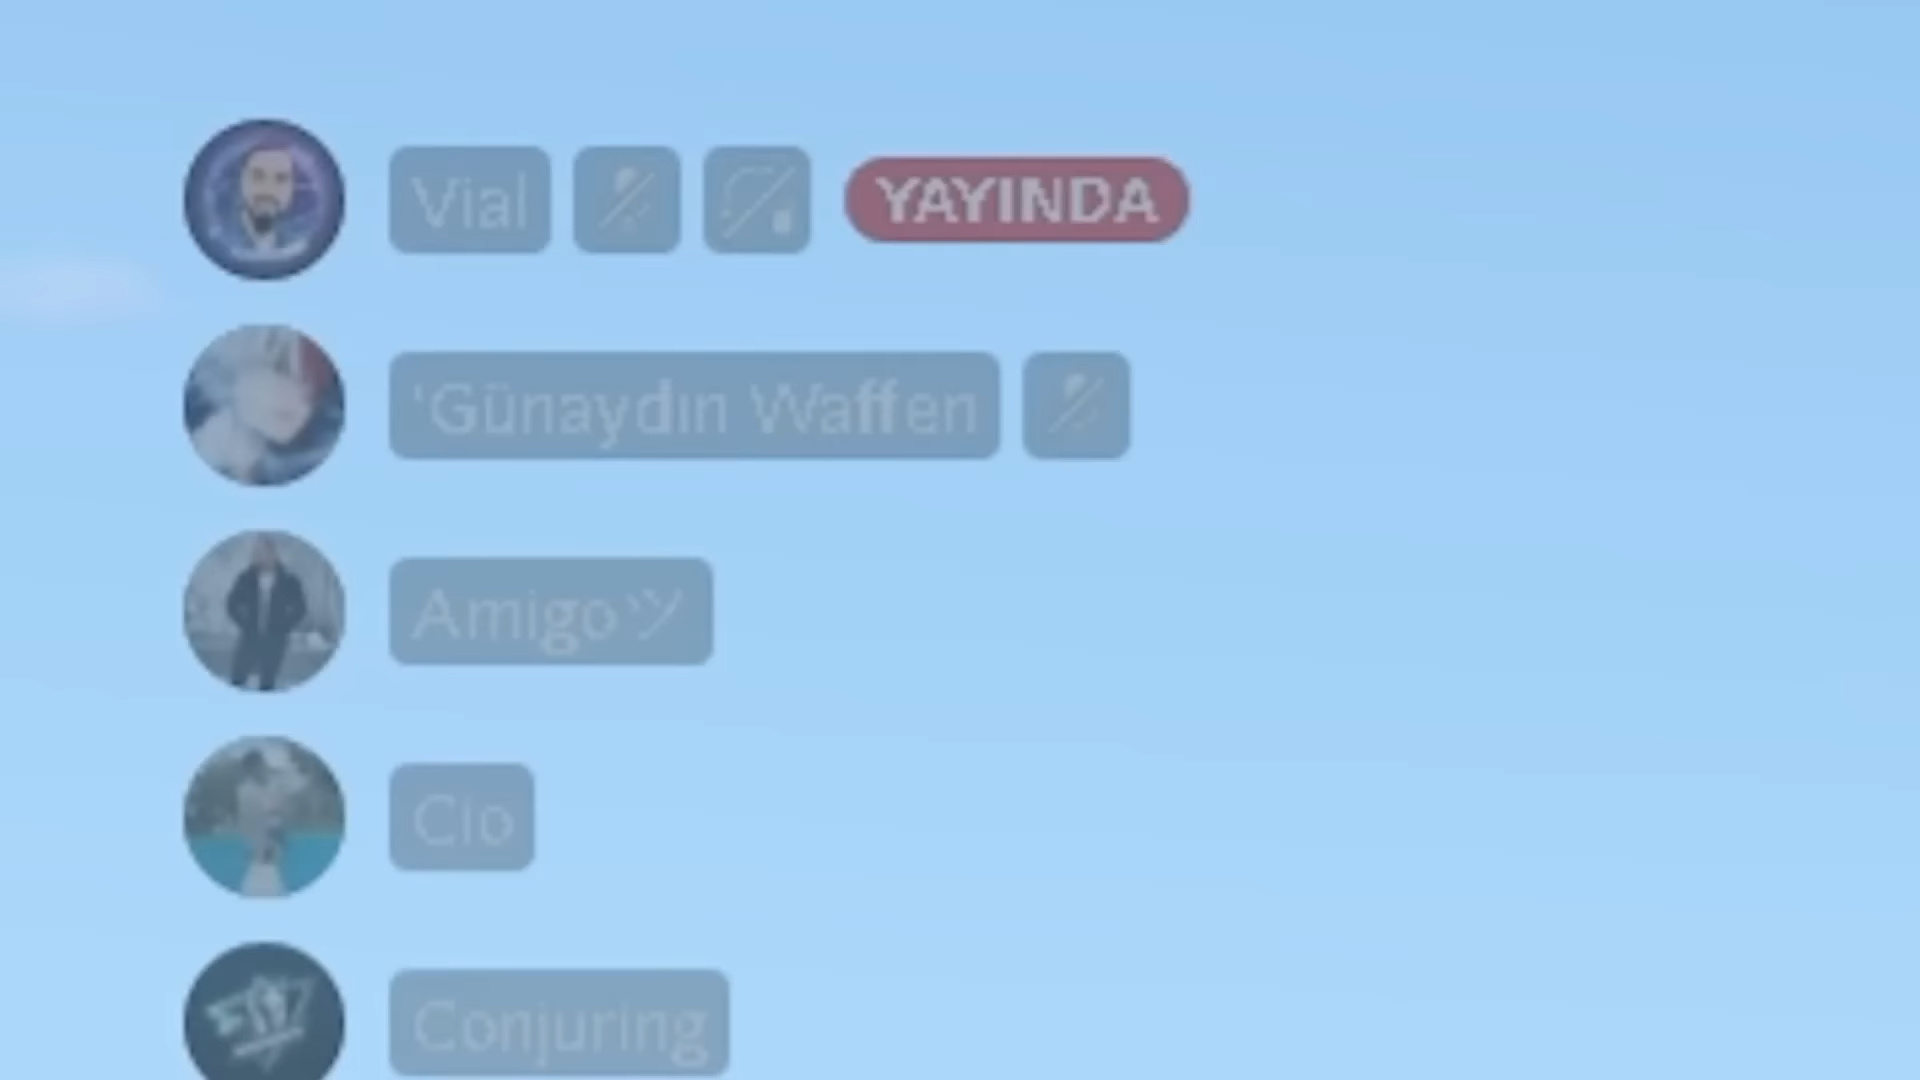 Vial YAYINDA
'Günaydın Waffen
Amigoツ
Cio
Conjuring